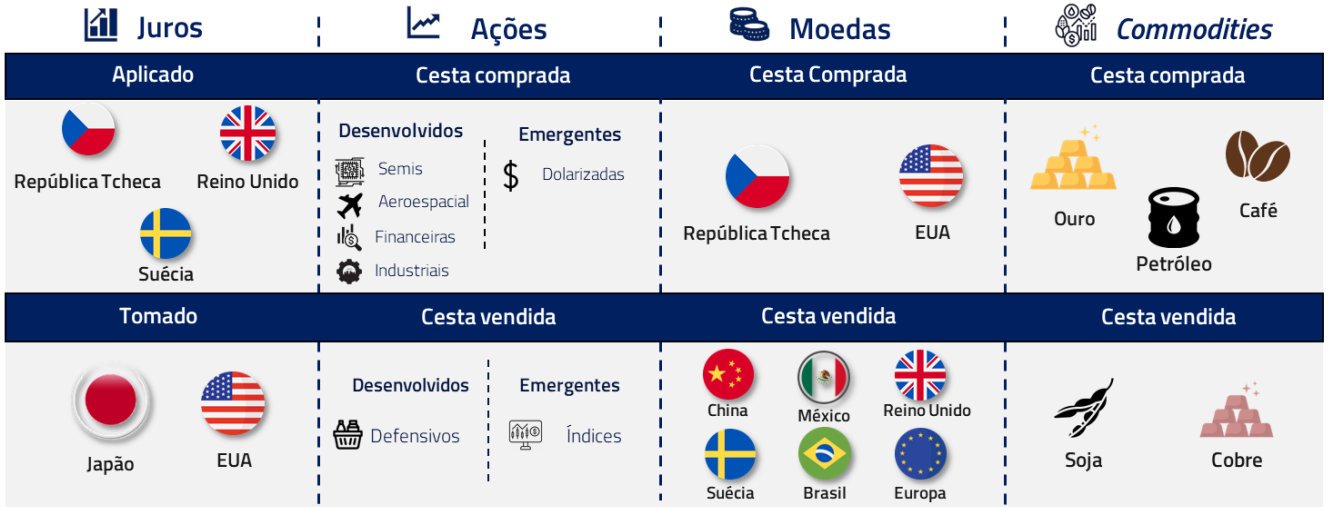 Juros
Ações
Moedas
Commodities
Aplicado
Cesta comprada
Cesta Comprada
Cesta comprada
República Tcheca
Reino Unido
Suécia
Desenvolvidos
Semis
Aeroespacial
Financeiras
Industriais
Emergentes
$
Dolarizadas
República Tcheca
EUA
Ouro
Petróleo
Café
Tomado
Cesta vendida
Cesta vendida
Cesta vendida
Japão
EUA
Desenvolvidos
Defensivos
Emergentes
Índices
China
México
Reino Unido
Suécia
Brasil
Europa
Soja
Cobre